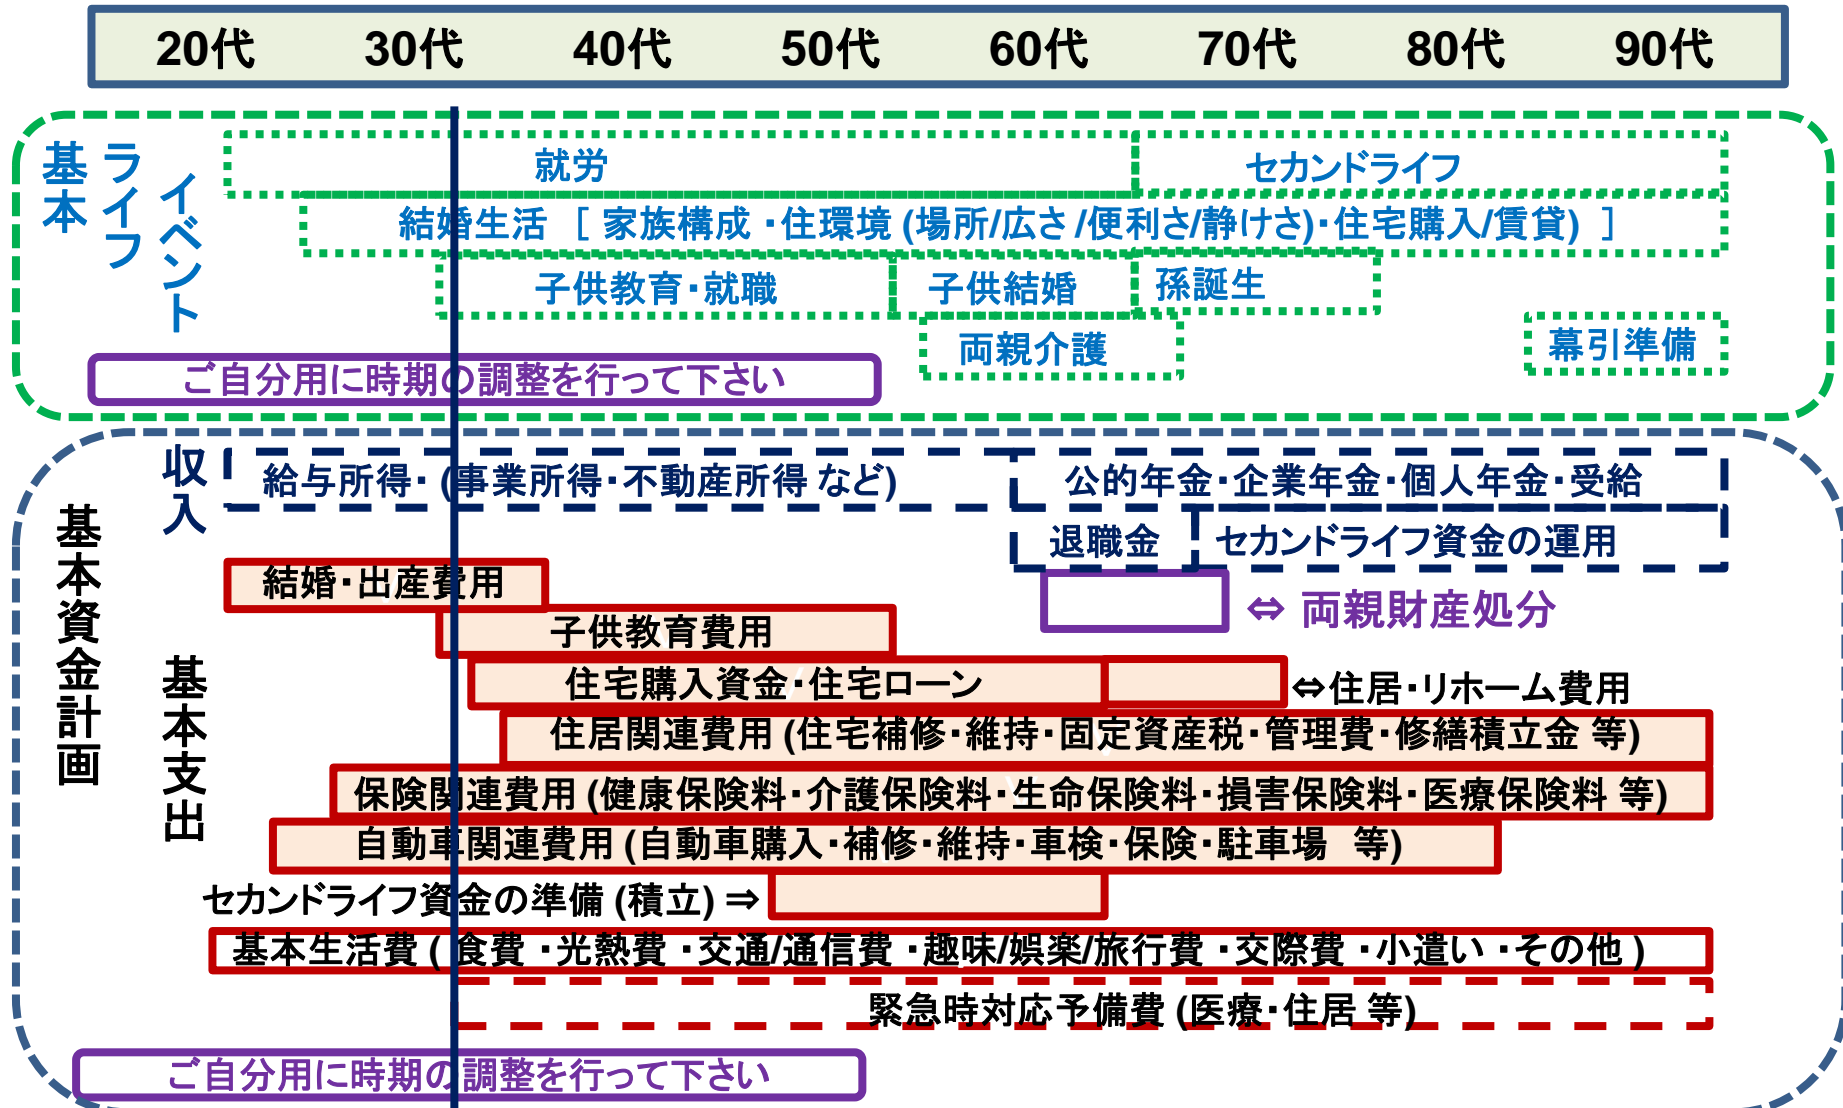 20代 30代 40代 50代 60代 70代 80代 90代
基本
ライフ
イベント
就労
セカンドライフ
結婚生活 [ 家族構成 ・住環境 (場所/広さ /便利さ/静けさ)・住宅購入/賃貸) ]
子供教育・就職
子供結婚
孫誕生
両親介護
幕引準備
ご自分用に時期の調整を行って下さい
基本資金計画
収入
給与所得・ (事業所得・不動産所得 など)
公的年金・企業年金・個人年金・受給
退職金
セカンドライフ資金の運用
基本支出
結婚・出産費用
⇔ 両親財産処分
子供教育費用
住宅購入資金・住宅ローン
⇔住居・リホーム費用
住居関連費用 (住宅補修・維持・固定資産税・管理費・修繕積立金 等)
保険関連費用 (健康保険料・介護保険料・生命保険料・損害保険料・医療保険料 等)
自動車関連費用 (自動車購入・補修・維持・車検・保険・駐車場 等)
セカンドライフ資金の準備 (積立) ⇒
基本生活費 ( 食費 ・光熱費 ・交通/通信費 ・趣味/娯楽/旅行費 ・交際費 ・小遣い ・その他 )
緊急時対応予備費 (医療・住居 等)
ご自分用に時期の調整を行って下さい